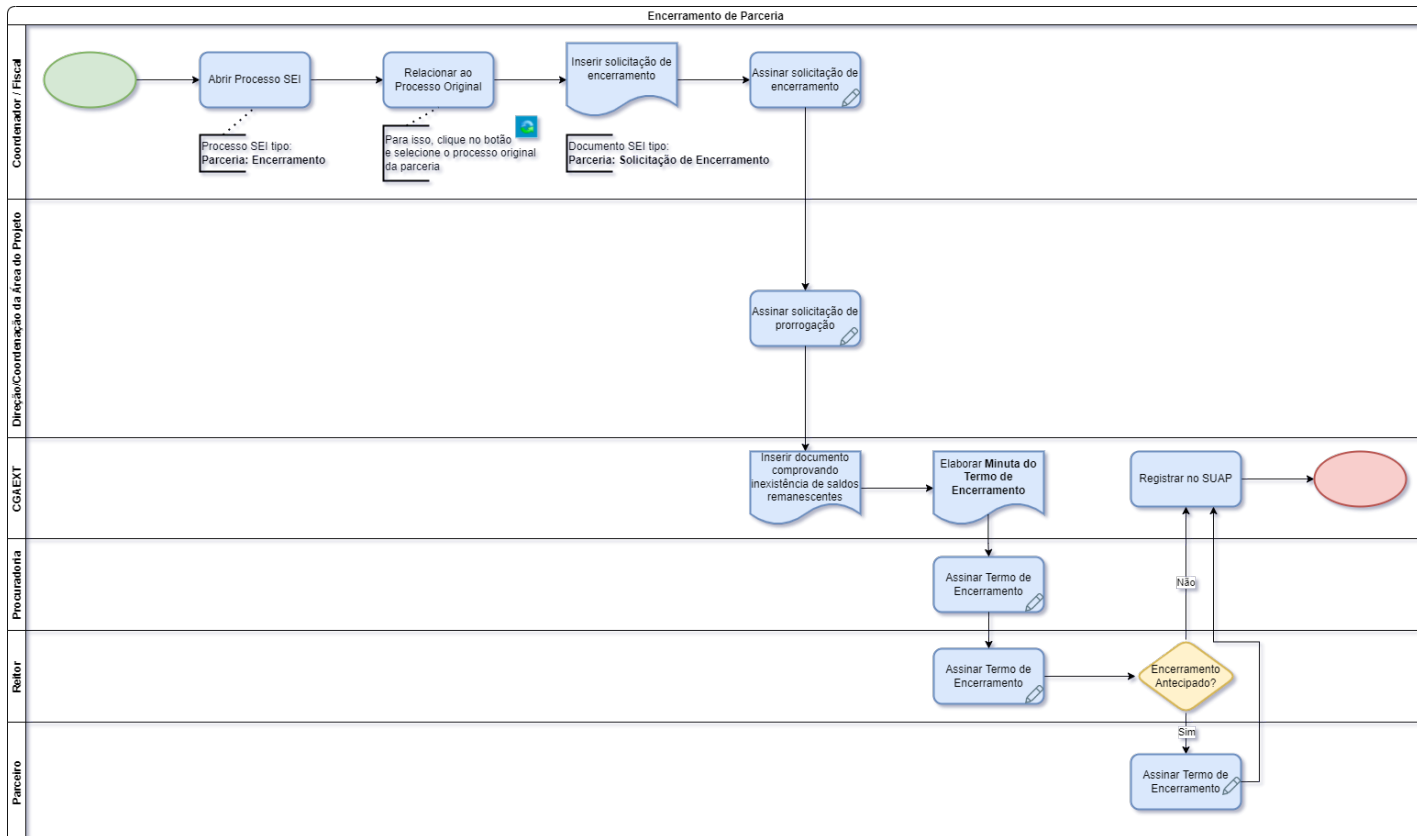 Encerramento de Parceria
Coordenador / Fiscal
Abrir Processo SEI
Relacionar ao
Processo Original
Inserir solicitação de
encerramento
Assinar solicitação de
encerramento
Processo SEI tipo:
Parceria: Encerramento
Para isso, clique no botão
e selecione o processo original
da parceria
Documento SEI tipo:
Parceria: Solicitação de Encerramento
Direção/Coordenação da Área do Projeto
Assinar solicitação de
prorrogação
CGAEXT
Inserir documento
comprovando
inexistência de saldos
remanescentes
Elaborar Minuta do
Termo de
Encerramento
Registrar no SUAP
Procuradoria
Assinar Termo de
Encerramento
Não
Reitor
Assinar Termo de
Encerramento
Encerramento
Antecipado?
Sim
Parceiro
Assinar Termo de
Encerramento